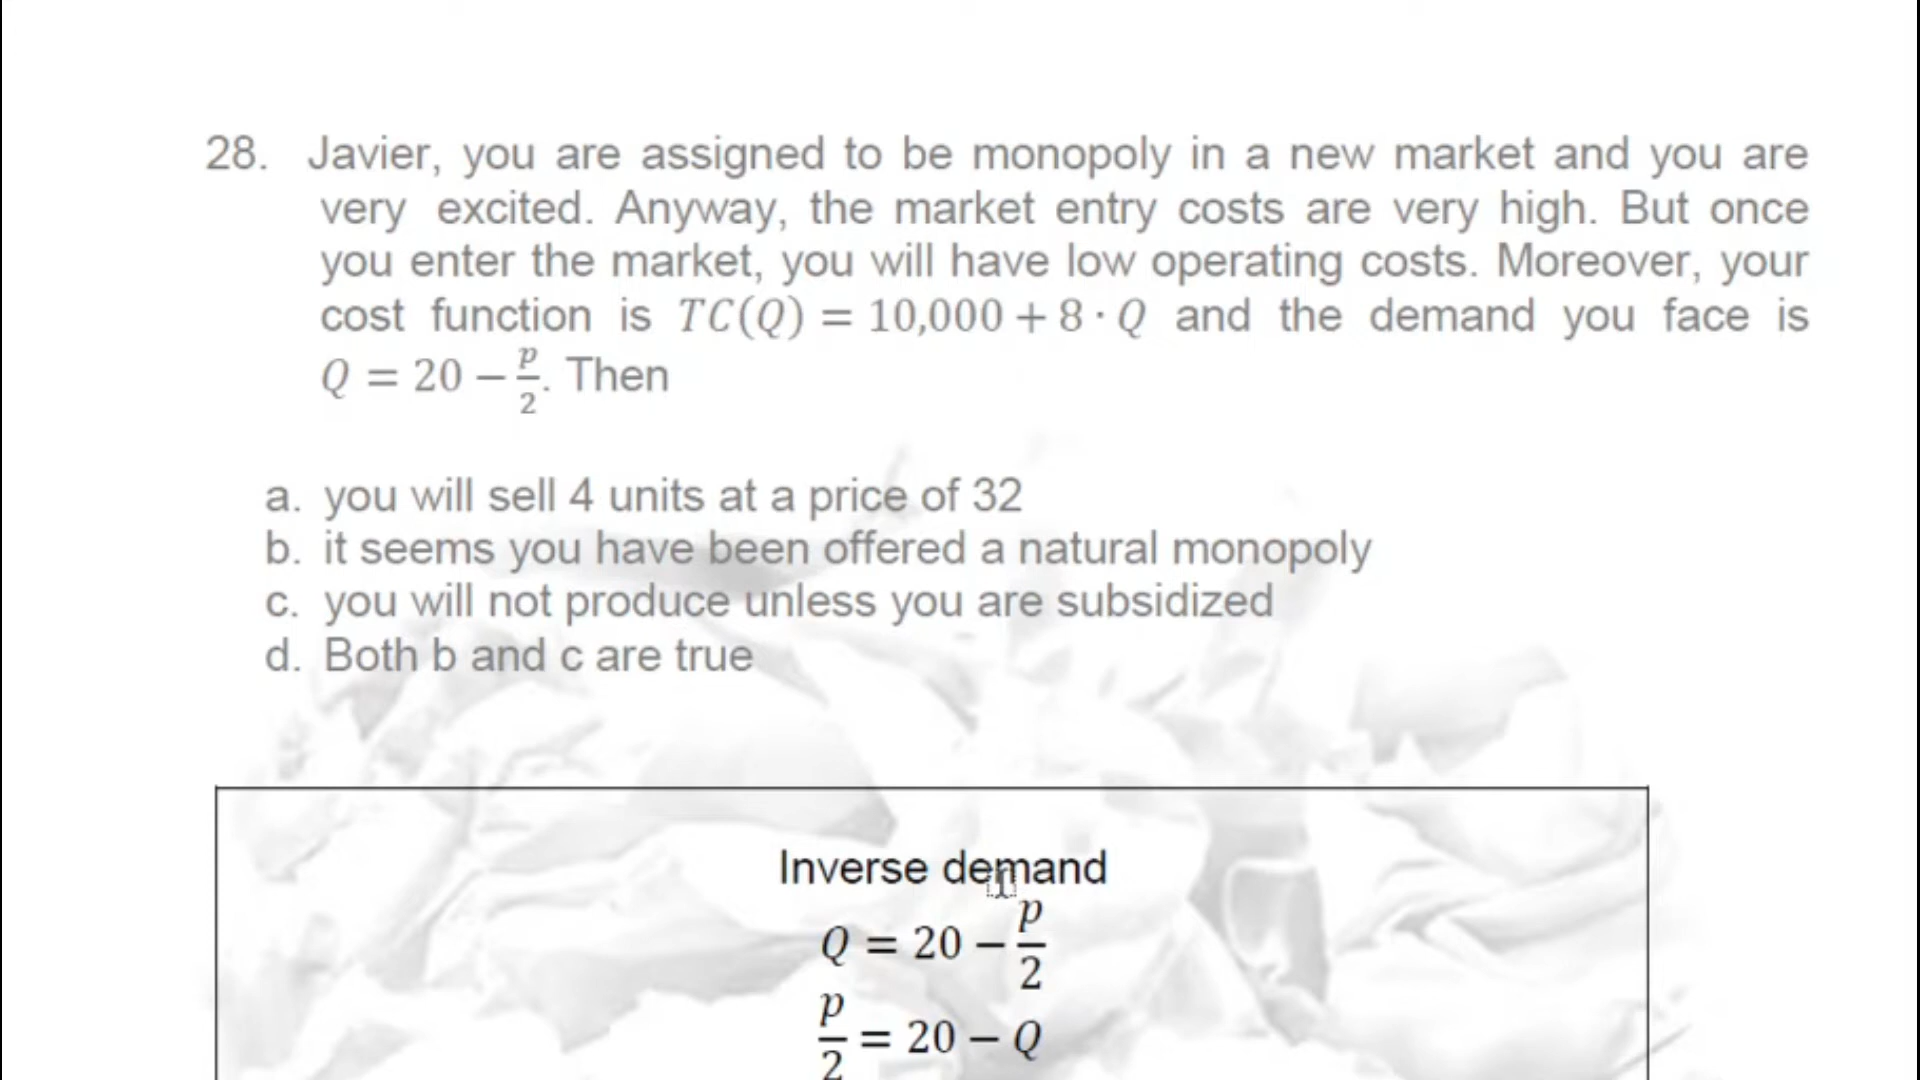 28. Javier, you are assigned to be monopoly in a new market and you are
very excited. Anyway, the market entry costs are very high. But once
you enter the market, you will have low operating costs. Moreover, your
cost function is TC(Q) = 10,000 + 8 · Q and the demand you face is
Q = 20 − p/2. Then
a. you will sell 4 units at a price of 32
b. it seems you have been offered a natural monopoly
c. you will not produce unless you are subsidized
d. Both b and c are true
Inverse demand
Q = 20 − p/2
p/2 = 20 − Q